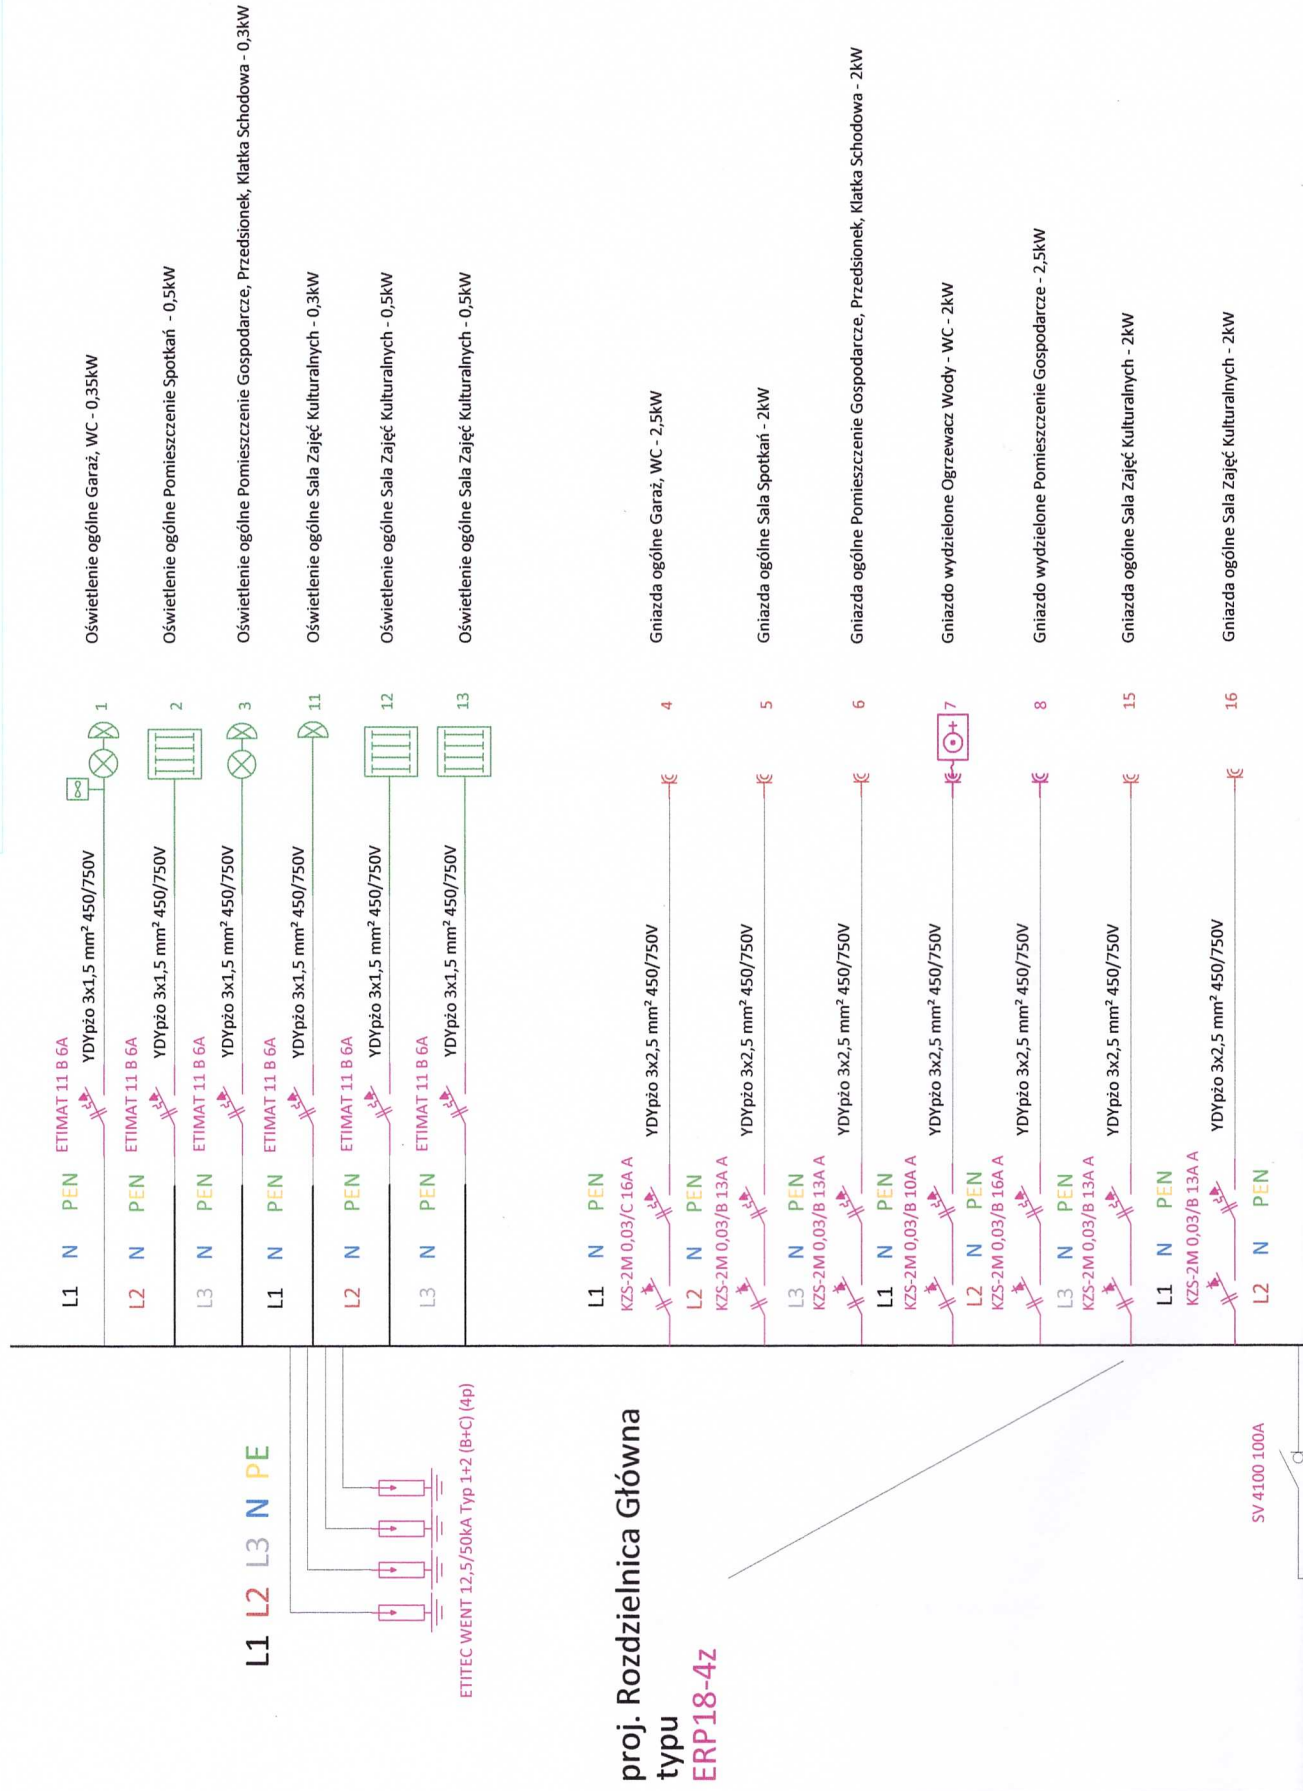 L1 L2 L3 N PE
ETITEC WENT 12,5/50kA Typ 1+2 (B+C) (4p)
proj. Rozdzielnica Główna
typu
ERP18-4z
SV 4100 100A
L1 N PEN
ETIMAT 11 B 6A
YDYpżo 3x1,5 mm² 450/750V
1
Oświetlenie ogólne Garaż, WC - 0,35kW
L2 N PEN
ETIMAT 11 B 6A
YDYpżo 3x1,5 mm² 450/750V
2
Oświetlenie ogólne Pomieszczenie Spotkań - 0,5kW
L3 N PEN
ETIMAT 11 B 6A
YDYpżo 3x1,5 mm² 450/750V
3
Oświetlenie ogólne Pomieszczenie Gospodarcze, Przedsionek, Klatka Schodowa - 0,3kW
L1 N PEN
ETIMAT 11 B 6A
YDYpżo 3x1,5 mm² 450/750V
11
Oświetlenie ogólne Sala Zajęć Kulturalnych - 0,3kW
L2 N PEN
ETIMAT 11 B 6A
YDYpżo 3x1,5 mm² 450/750V
12
Oświetlenie ogólne Sala Zajęć Kulturalnych - 0,5kW
L3 N PEN
ETIMAT 11 B 6A
YDYpżo 3x1,5 mm² 450/750V
13
Oświetlenie ogólne Sala Zajęć Kulturalnych - 0,5kW
L1 N PEN
KZS-2M 0,03/C 16A A
YDYpżo 3x2,5 mm² 450/750V
4
Gniazda ogólne Garaż, WC - 2,5kW
L2 N PEN
KZS-2M 0,03/B 13A A
YDYpżo 3x2,5 mm² 450/750V
5
Gniazda ogólne Sala Spotkań - 2kW
L3 N PEN
KZS-2M 0,03/B 13A A
YDYpżo 3x2,5 mm² 450/750V
6
Gniazda ogólne Pomieszczenie Gospodarcze, Przedsionek, Klatka Schodowa - 2kW
L1 N PEN
KZS-2M 0,03/B 10A A
YDYpżo 3x2,5 mm² 450/750V
7
Gniazdo wydzielone Ogrzewacz Wody - WC - 2kW
L2 N PEN
KZS-2M 0,03/B 16A A
YDYpżo 3x2,5 mm² 450/750V
8
Gniazdo wydzielone Pomieszczenie Gospodarcze - 2,5kW
L3 N PEN
KZS-2M 0,03/B 13A A
YDYpżo 3x2,5 mm² 450/750V
15
Gniazda ogólne Sala Zajęć Kulturalnych - 2kW
L1 N PEN
KZS-2M 0,03/B 13A A
YDYpżo 3x2,5 mm² 450/750V
16
Gniazda ogólne Sala Zajęć Kulturalnych - 2kW
L2 N PEN